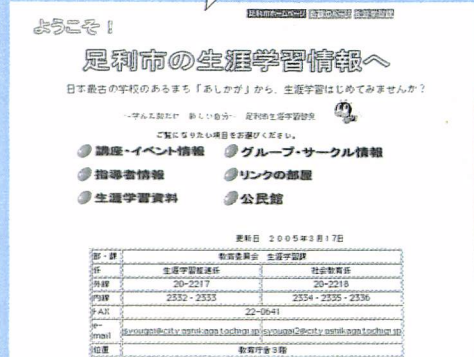 足利市ホームページ
ようこそ！
足利市の生涯学習情報へ
日本最古の学校のあるまち「あしかが」から、生涯学習はじめてみませんか？
新しい自分～ 足利市生涯学習
ご覧になりたい項目をお選びください。
講座・イベント情報 グループ・サークル情報
指導者情報 リンクの部屋
生涯学習資料 公民館
更新日 2005年3月17日
部・課 教育委員会 生涯学習課
任 生涯学習推進任 社会教育任
外線 20-2217 20-2218
内線 2332・2333 2334・2335・2336
FAX 22-0641
e-mail syougai@city.ashikaga.tochigi.jp syougai2@city.ashikaga.tochigi.jp
位置 教育庁舎3階